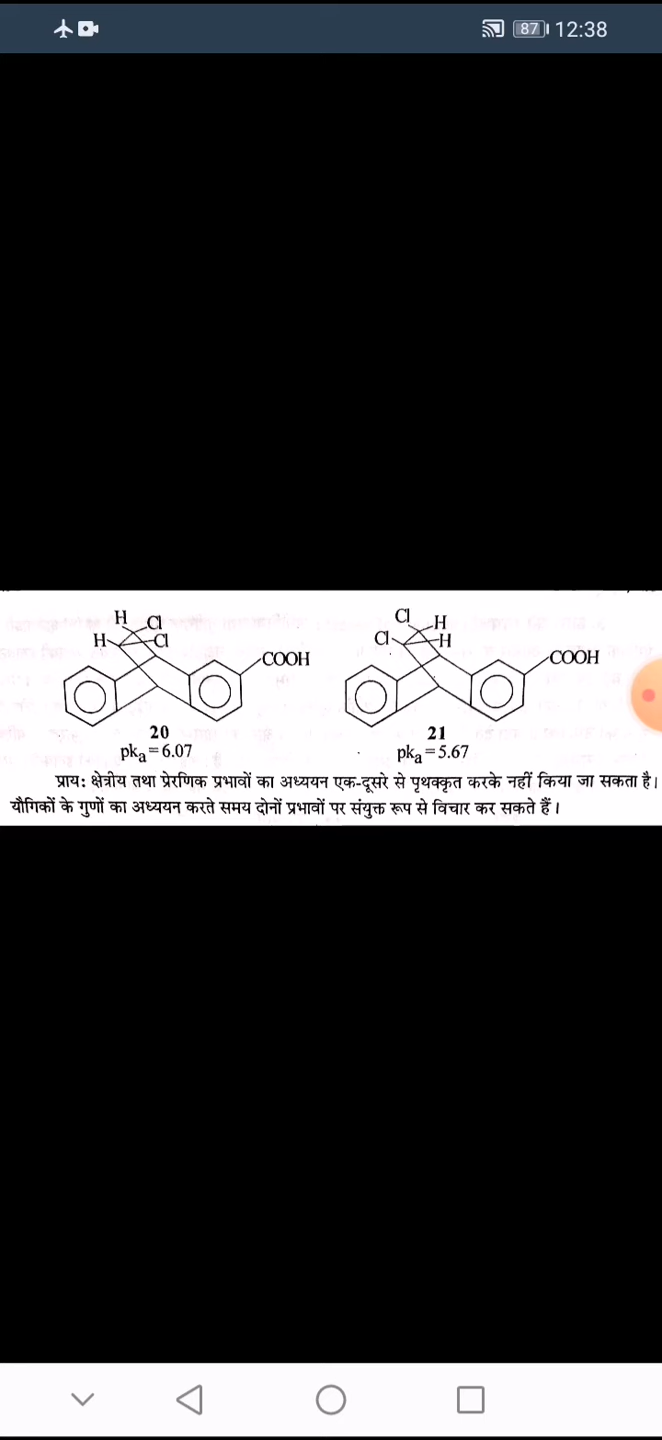 87 12:38
H Cl
H Cl
COOH
20
pka=6.07
Cl H
Cl H
COOH
21
pka=5.67
प्राय: क्षेत्रीय तथा प्रेरणिक प्रभावों का अध्ययन एक-दूसरे से पृथक्कृत करके नहीं किया जा सकता है।
यौगिकों के गुणों का अध्ययन करते समय दोनों प्रभावों पर संयुक्त रूप से विचार कर सकते हैं।